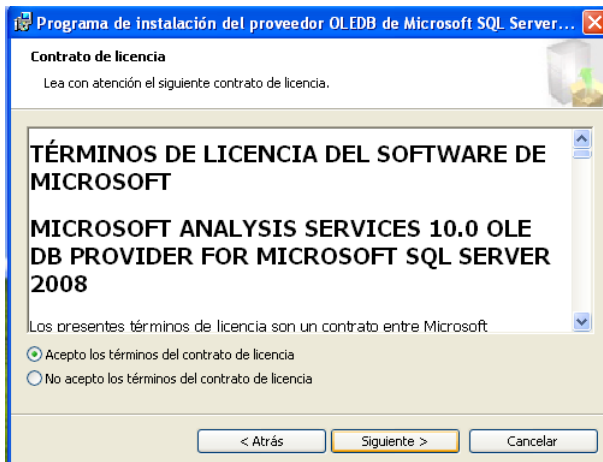 Programa de instalación del proveedor OLEDB de Microsoft SQL Server...
Contrato de licencia
Lea con atención el siguiente contrato de licencia.
TÉRMINOS DE LICENCIA DEL SOFTWARE DE
MICROSOFT
MICROSOFT ANALYSIS SERVICES 10.0 OLE
DB PROVIDER FOR MICROSOFT SQL SERVER
2008
Los presentes términos de licencia son un contrato entre Microsoft
Acepto los términos del contrato de licencia
No acepto los términos del contrato de licencia
< Atrás
Siguiente >
Cancelar